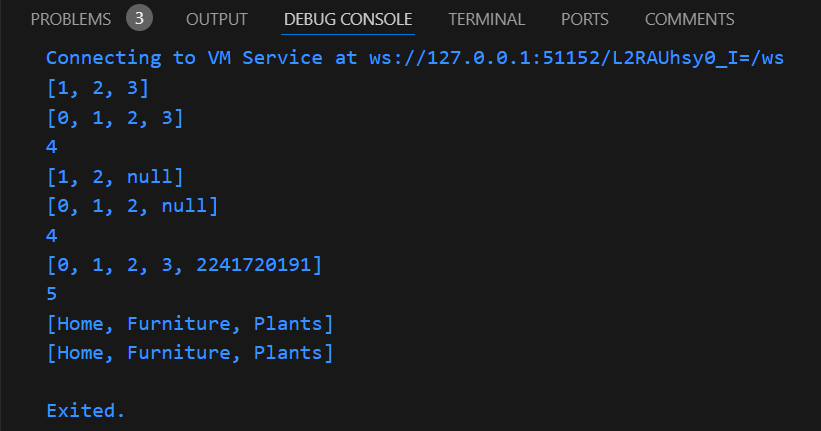 PROBLEMS 3 OUTPUT DEBUG CONSOLE TERMINAL PORTS COMMENTS
Connecting to VM Service at ws://127.0.0.1:51152/L2RAUhsy0_I=/ws
[1, 2, 3]
[0, 1, 2, 3]
4
[1, 2, null]
[0, 1, 2, null]
4
[0, 1, 2, 3, 2241720191]
5
[Home, Furniture, Plants]
[Home, Furniture, Plants]
Exited.